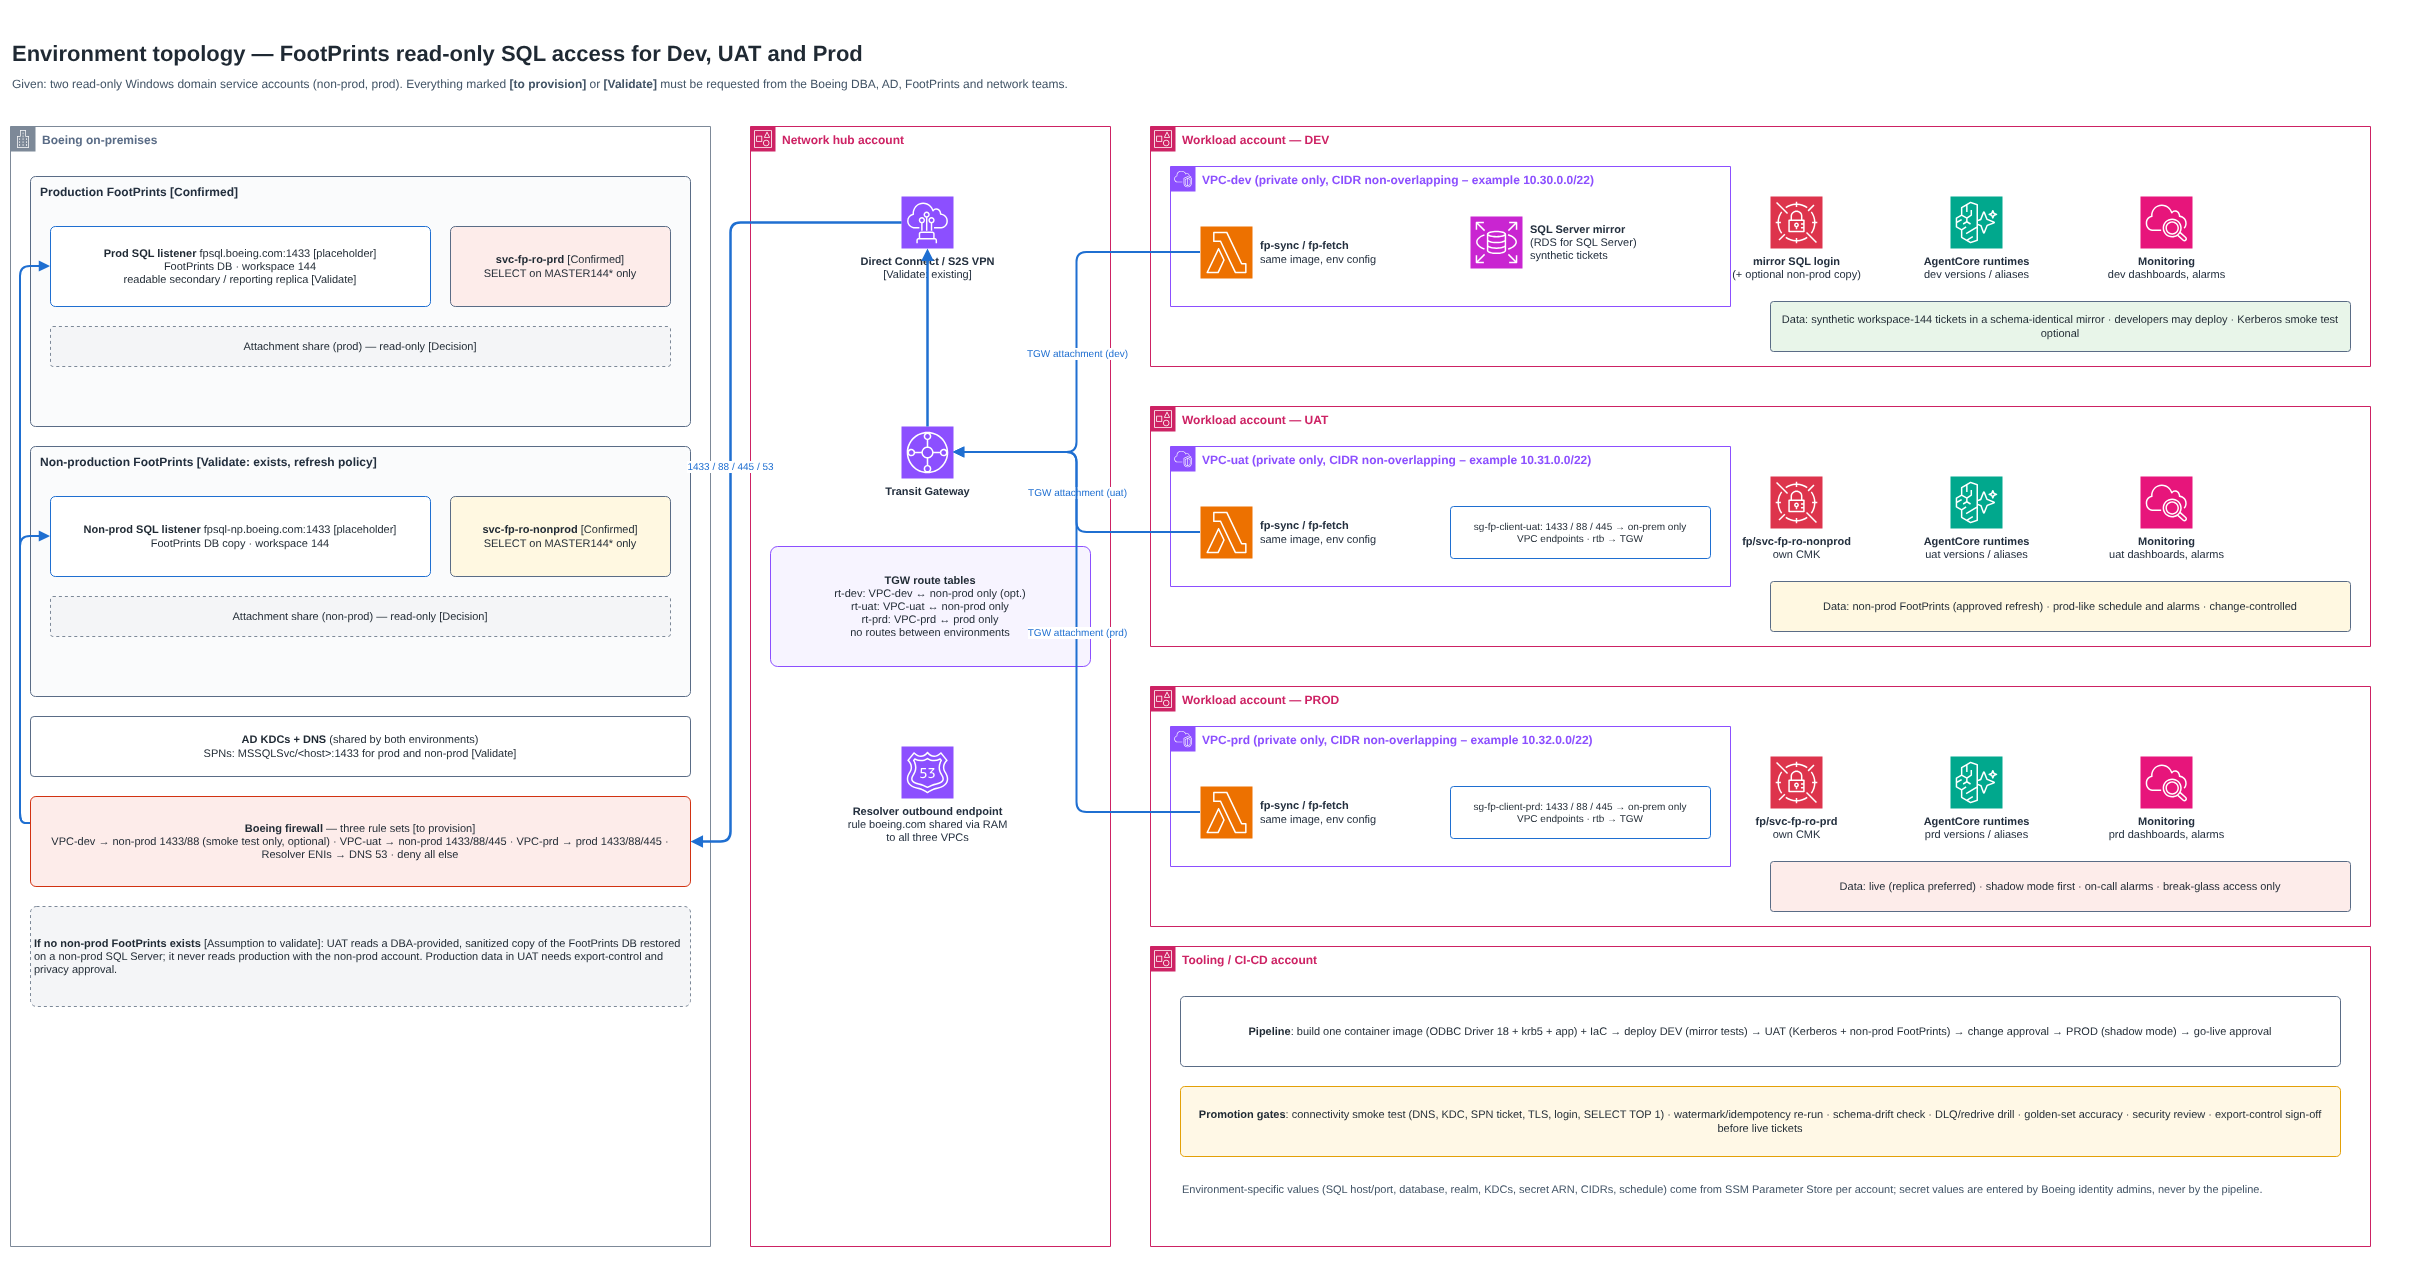 Environment topology — FootPrints read-only SQL access for Dev, UAT and Prod
Given: two read-only Windows domain service accounts (non-prod, prod). Everything marked [to provision] or [Validate] must be requested from the Boeing DBA, AD, FootPrints and network teams.
Boeing on-premises
Production FootPrints [Confirmed]
Prod SQL listener fpsql.boeing.com:1433 [placeholder]
FootPrints DB · workspace 144
readable secondary / reporting replica [Validate]
svc-fp-ro-prd [Confirmed]
SELECT on MASTER144* only
Attachment share (prod) — read-only [Decision]
Non-production FootPrints [Validate: exists, refresh policy]
Non-prod SQL listener fpsql-np.boeing.com:1433 [placeholder]
FootPrints DB copy · workspace 144
svc-fp-ro-nonprod [Confirmed]
SELECT on MASTER144* only
Attachment share (non-prod) — read-only [Decision]
AD KDCs + DNS (shared by both environments)
SPNs: MSSQLSvc/<host>:1433 for prod and non-prod [Validate]
Boeing firewall — three rule sets [to provision]
VPC-dev → non-prod 1433/88 (smoke test only, optional) · VPC-uat → non-prod 1433/88/445 · VPC-prd → prod 1433/88/445 ·
Resolver ENIs → DNS 53 · deny all else
If no non-prod FootPrints exists [Assumption to validate]: UAT reads a DBA-provided, sanitized copy of the FootPrints DB restored
on a non-prod SQL Server; it never reads production with the non-prod account. Production data in UAT needs export-control and
privacy approval.
1433 / 88 / 445 / 53
Network hub account
Direct Connect / S2S VPN
[Validate existing]
Transit Gateway
TGW route tables
rt-dev: VPC-dev ↔ non-prod only (opt.)
rt-uat: VPC-uat ↔ non-prod only
rt-prd: VPC-prd ↔ prod only
no routes between environments
53
Resolver outbound endpoint
rule boeing.com shared via RAM
to all three VPCs
TGW attachment (dev)
TGW attachment (uat)
TGW attachment (prd)
Workload account — DEV
VPC-dev (private only, CIDR non-overlapping – example 10.30.0.0/22)
fp-sync / fp-fetch
same image, env config
SQL Server mirror
(RDS for SQL Server)
synthetic tickets
mirror SQL login
(+ optional non-prod copy)
AgentCore runtimes
dev versions / aliases
Monitoring
dev dashboards, alarms
Data: synthetic workspace-144 tickets in a schema-identical mirror · developers may deploy · Kerberos smoke test
optional
Workload account — UAT
VPC-uat (private only, CIDR non-overlapping – example 10.31.0.0/22)
fp-sync / fp-fetch
same image, env config
sg-fp-client-uat: 1433 / 88 / 445 → on-prem only
VPC endpoints · rtb → TGW
fp/svc-fp-ro-nonprod
own CMK
AgentCore runtimes
uat versions / aliases
Monitoring
uat dashboards, alarms
Data: non-prod FootPrints (approved refresh) · prod-like schedule and alarms · change-controlled
Workload account — PROD
VPC-prd (private only, CIDR non-overlapping – example 10.32.0.0/22)
fp-sync / fp-fetch
same image, env config
sg-fp-client-prd: 1433 / 88 / 445 → on-prem only
VPC endpoints · rtb → TGW
fp/svc-fp-ro-prd
own CMK
AgentCore runtimes
prd versions / aliases
Monitoring
prd dashboards, alarms
Data: live (replica preferred) · shadow mode first · on-call alarms · break-glass access only
Tooling / CI-CD account
Pipeline: build one container image (ODBC Driver 18 + krb5 + app) + IaC → deploy DEV (mirror tests) → UAT (Kerberos + non-prod FootPrints) → change approval → PROD (shadow mode) → go-live approval
Promotion gates: connectivity smoke test (DNS, KDC, SPN ticket, TLS, login, SELECT TOP 1) · watermark/idempotency re-run · schema-drift check · DLQ/redrive drill · golden-set accuracy · security review · export-control sign-off
before live tickets
Environment-specific values (SQL host/port, database, realm, KDCs, secret ARN, CIDRs, schedule) come from SSM Parameter Store per account; secret values are entered by Boeing identity admins, never by the pipeline.